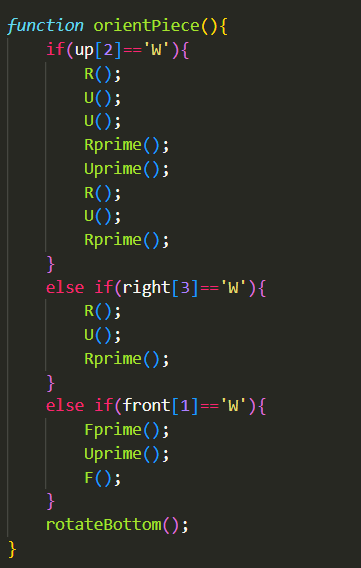 function orientPiece(){
    if(up[2]=='W'){
        R();
        U();
        U();
        Rprime();
        Uprime();
        R();
        U();
        Rprime();
    }
    else if(right[3]=='W'){
        R();
        U();
        Rprime();
    }
    else if(front[1]=='W'){
        Fprime();
        Uprime();
        F();
    }
    rotateBottom();
}